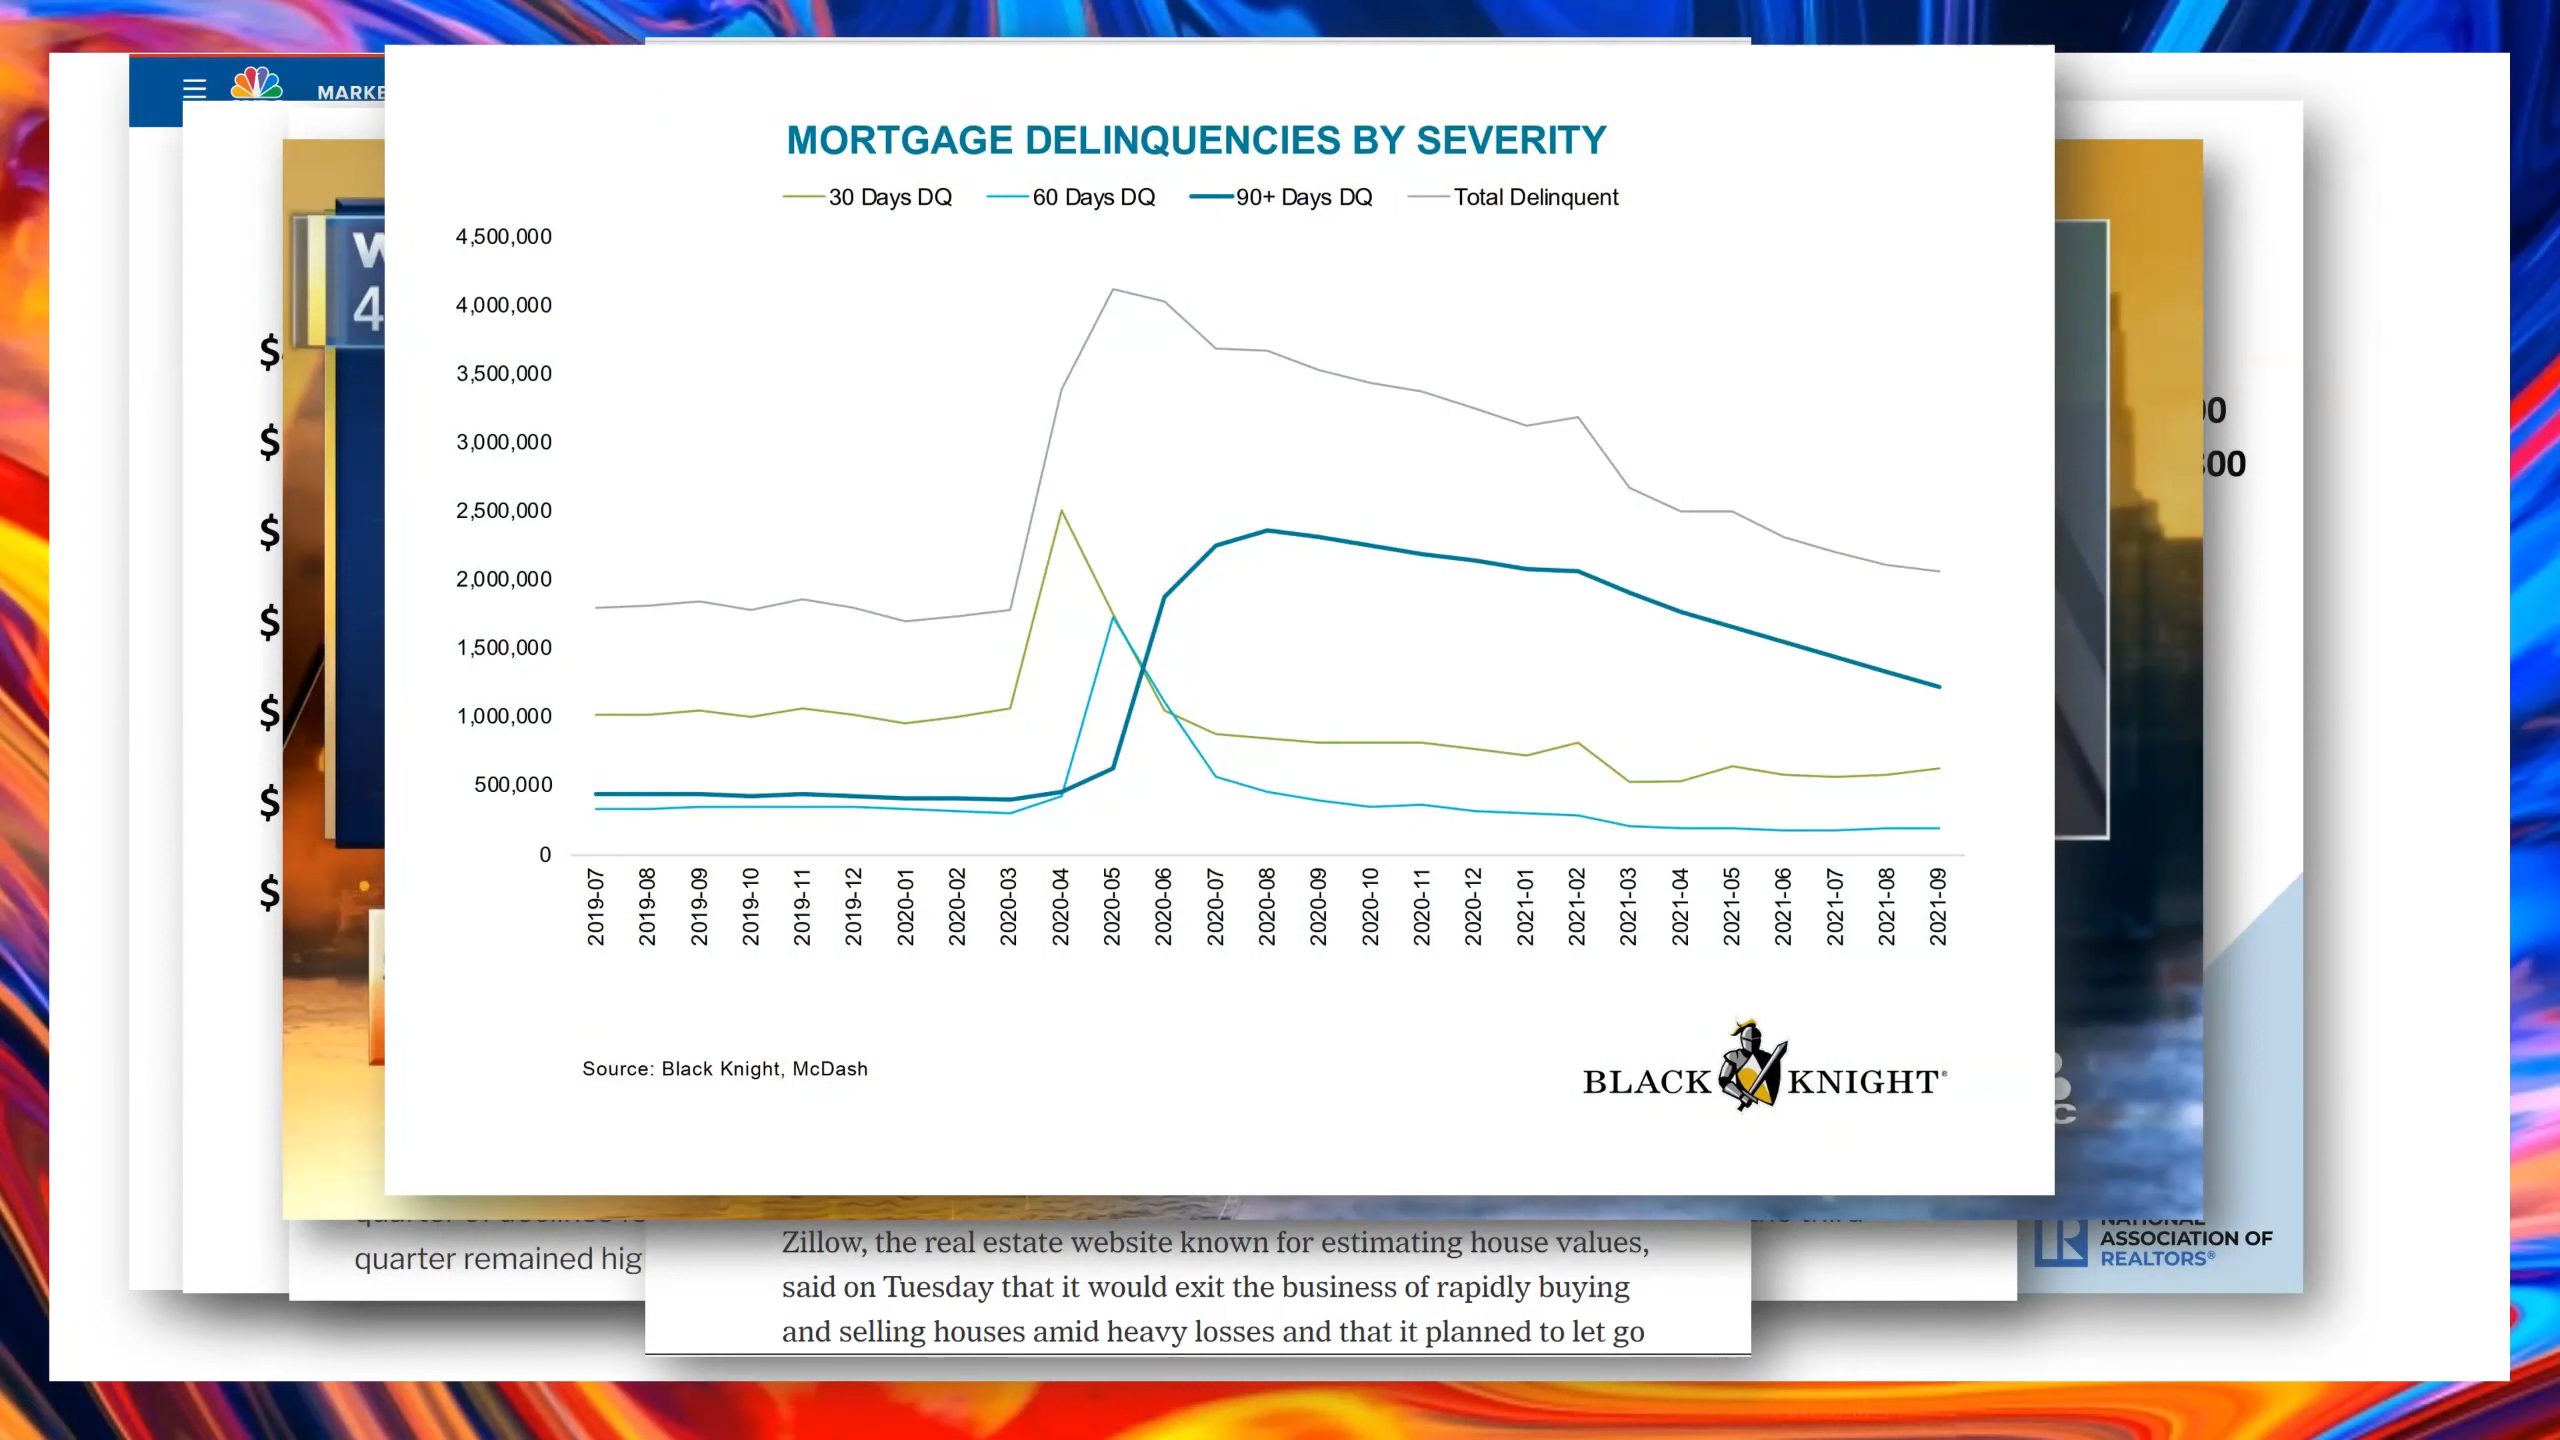 MARKE
MORTGAGE DELINQUENCIES BY SEVERITY
30 Days DQ 60 Days DQ 90+ Days DQ Total Delinquent
4,500,000
4,000,000
3,500,000
3,000,000
2,500,000
2,000,000
1,500,000
1,000,000
500,000
0
2019-07 2019-08 2019-09 2019-10 2019-11 2019-12 2020-01 2020-02 2020-03 2020-04 2020-05 2020-06 2020-07 2020-08 2020-09 2020-10 2020-11 2020-12 2021-01 2021-02 2021-03 2021-04 2021-05 2021-06 2021-07 2021-08 2021-09
Source: Black Knight, McDash
BLACK KNIGHT®
W
4
$
$
$
$
$
$
$
00
00
C
quarter remained hig
Zillow, the real estate website known for estimating house values,
said on Tuesday that it would exit the business of rapidly buying
and selling houses amid heavy losses and that it planned to let go
NATIONAL
ASSOCIATION OF
REALTORS®